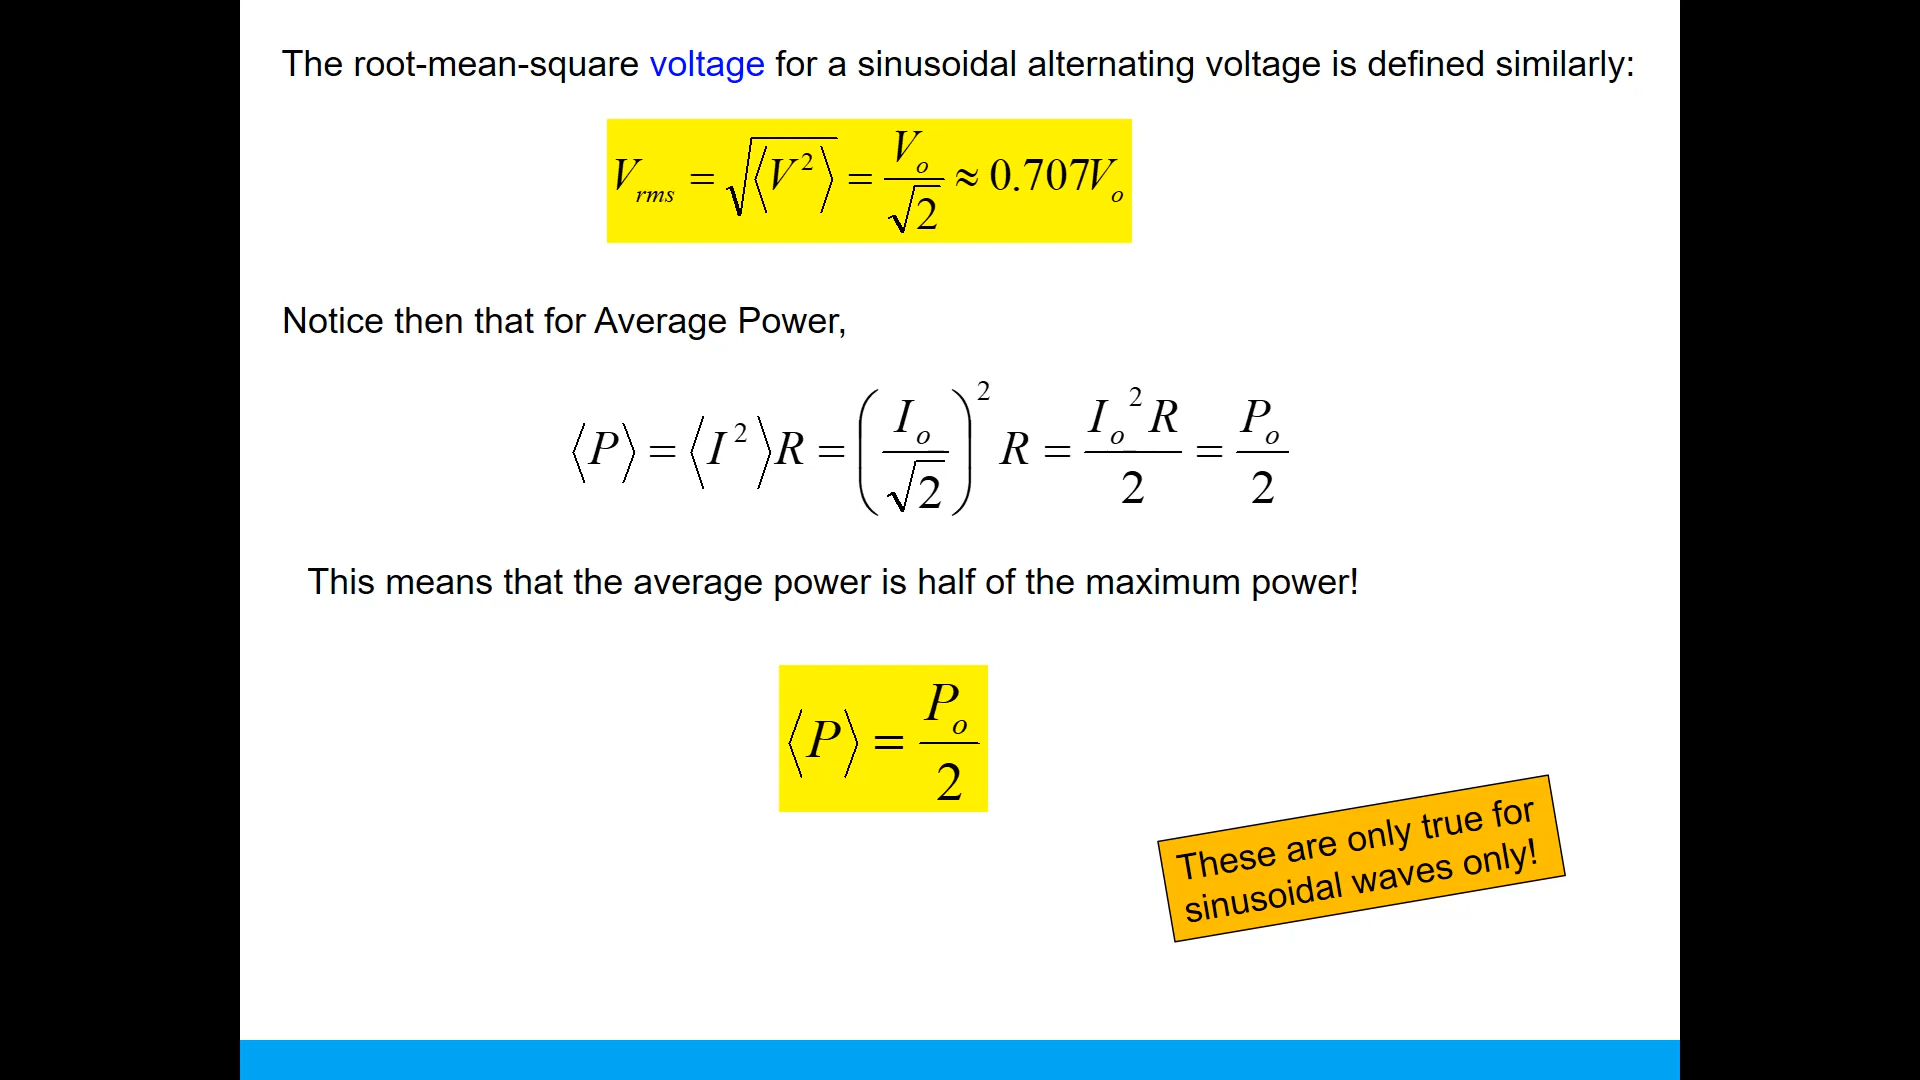 The root-mean-square voltage for a sinusoidal alternating voltage is defined similarly:
V_rms = √⟨V²⟩ = V_o/√2 ≈ 0.707V_o
Notice then that for Average Power,
⟨P⟩ = ⟨I²⟩R = (I_o/√2)² R = I_o²R/2 = P_o/2
This means that the average power is half of the maximum power!
⟨P⟩ = P_o/2
These are only true for
sinusoidal waves only!